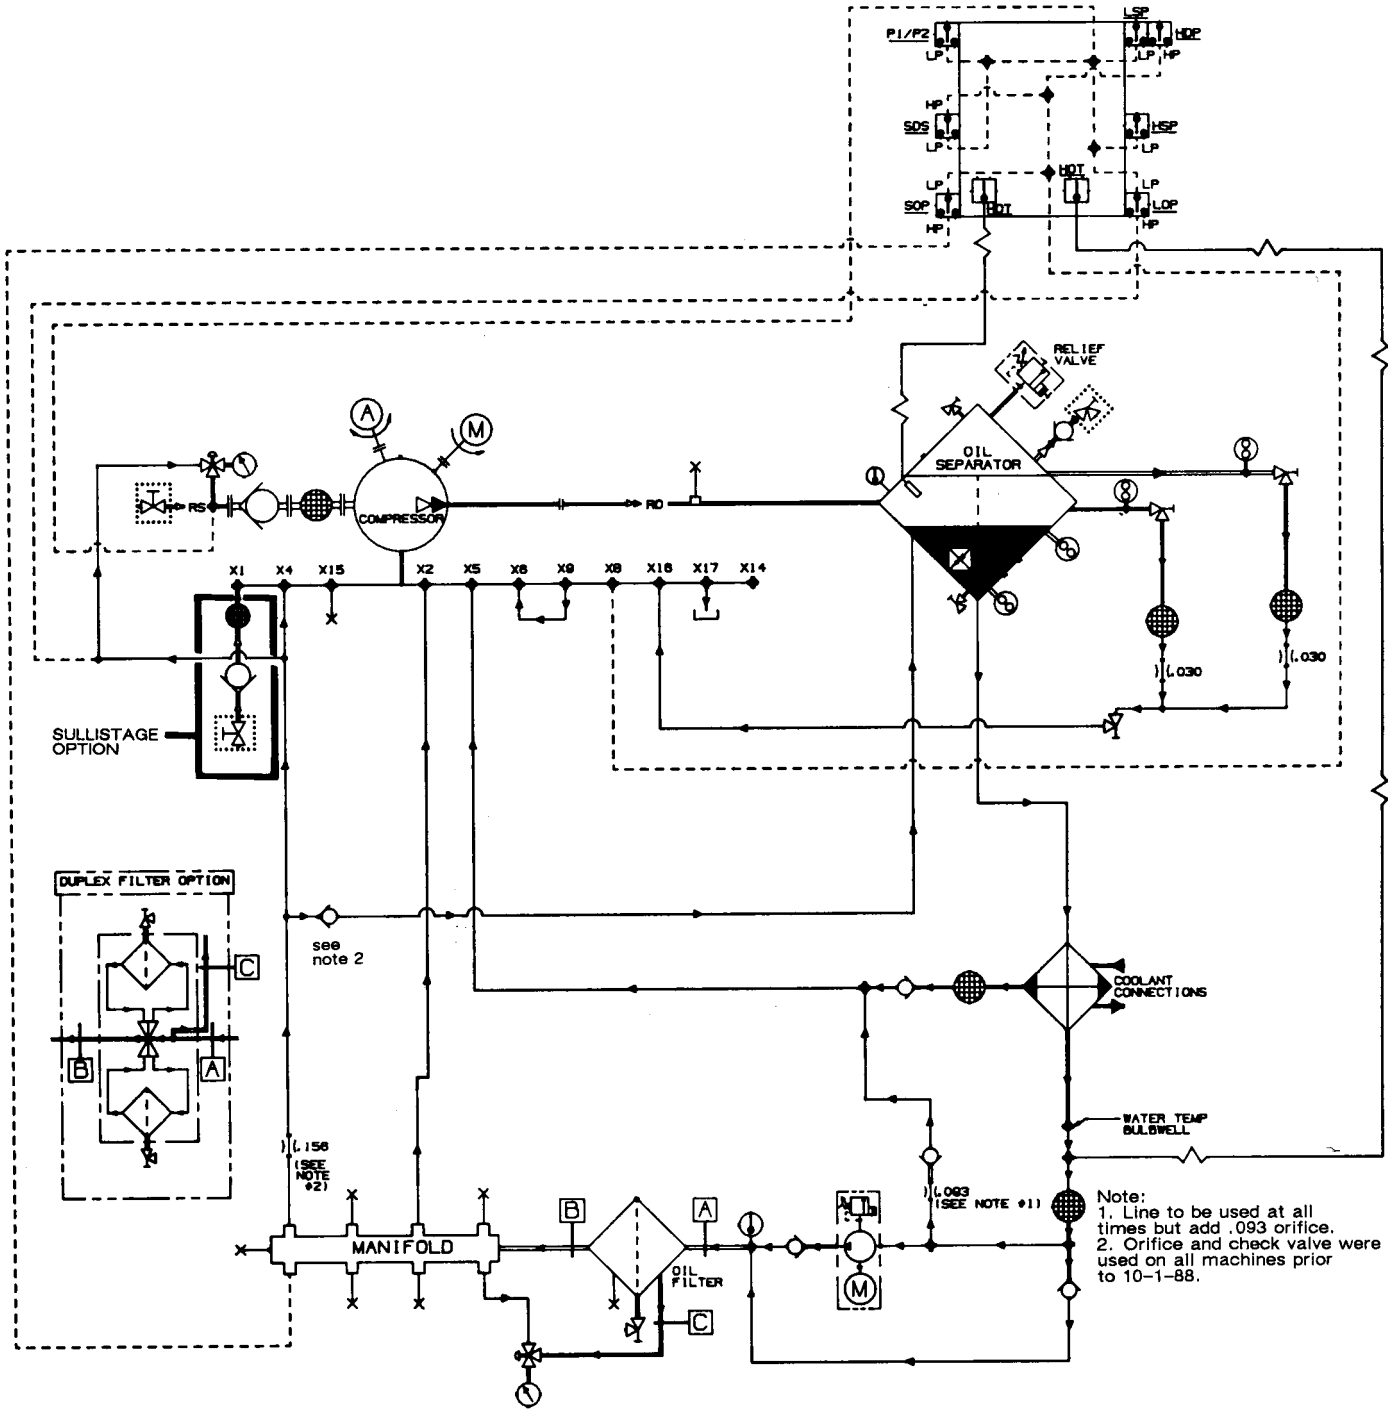 LSP
P1/P2
HDP
LP
LP
HP
HP
SDS
HSP
LP
LP
HDT
LP
LP
SOP
LOP
HDT
HP
HP
RELIEF
VALVE
A
M
OIL
SEPARATOR
RS
COMPRESSOR
RD
X1
X4
X15
X2
X5
X6
X9
X8
X16
X17
X14
.030
.030
SULLISTAGE
OPTION
DUPLEX FILTER OPTION
see
note 2
C
COOLANT
CONNECTIONS
B
A
WATER TEMP
BULBWELL
.156
(SEE
NOTE
#2)
.093
(SEE NOTE #1)
Note:
1. Line to be used at all
times but add .093 orifice.
2. Orifice and check valve were
used on all machines prior
to 10-1-88.
B
A
MANIFOLD
OIL
FILTER
M
C